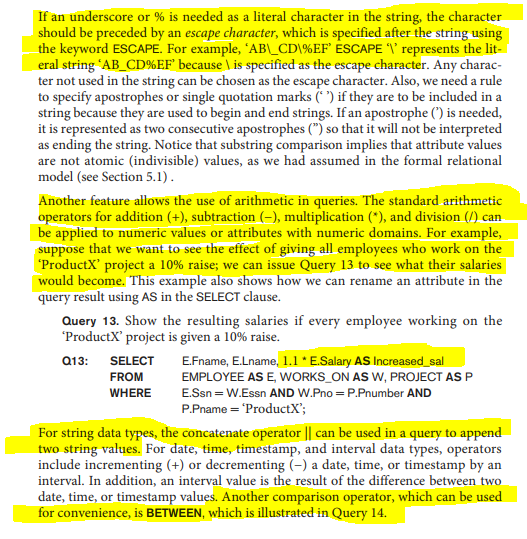 If an underscore or % is needed as a literal character in the string, the character
should be preceded by an escape character, which is specified after the string using
the keyword ESCAPE. For example, ‘AB\_CD\%EF’ ESCAPE ‘\’ represents the lit-
eral string ‘AB_CD%EF’ because \ is specified as the escape character. Any charac-
ter not used in the string can be chosen as the escape character. Also, we need a rule
to specify apostrophes or single quotation marks (‘ ’) if they are to be included in a
string because they are used to begin and end strings. If an apostrophe (’) is needed,
it is represented as two consecutive apostrophes (”) so that it will not be interpreted
as ending the string. Notice that substring comparison implies that attribute values
are not atomic (indivisible) values, as we had assumed in the formal relational
model (see Section 5.1) .
Another feature allows the use of arithmetic in queries. The standard arithmetic
operators for addition (+), subtraction (−), multiplication (*), and division (/) can
be applied to numeric values or attributes with numeric domains. For example,
suppose that we want to see the effect of giving all employees who work on the
‘ProductX’ project a 10% raise; we can issue Query 13 to see what their salaries
would become. This example also shows how we can rename an attribute in the
query result using AS in the SELECT clause.
Query 13. Show the resulting salaries if every employee working on the
‘ProductX’ project is given a 10% raise.
Q13: SELECT E.Fname, E.Lname, 1.1 * E.Salary AS Increased_sal
FROM EMPLOYEE AS E, WORKS_ON AS W, PROJECT AS P
WHERE E.Ssn = W.Essn AND W.Pno = P.Pnumber AND
P.Pname = ‘ProductX’;
For string data types, the concatenate operator || can be used in a query to append
two string values. For date, time, timestamp, and interval data types, operators
include incrementing (+) or decrementing (−) a date, time, or timestamp by an
interval. In addition, an interval value is the result of the difference between two
date, time, or timestamp values. Another comparison operator, which can be used
for convenience, is BETWEEN, which is illustrated in Query 14.